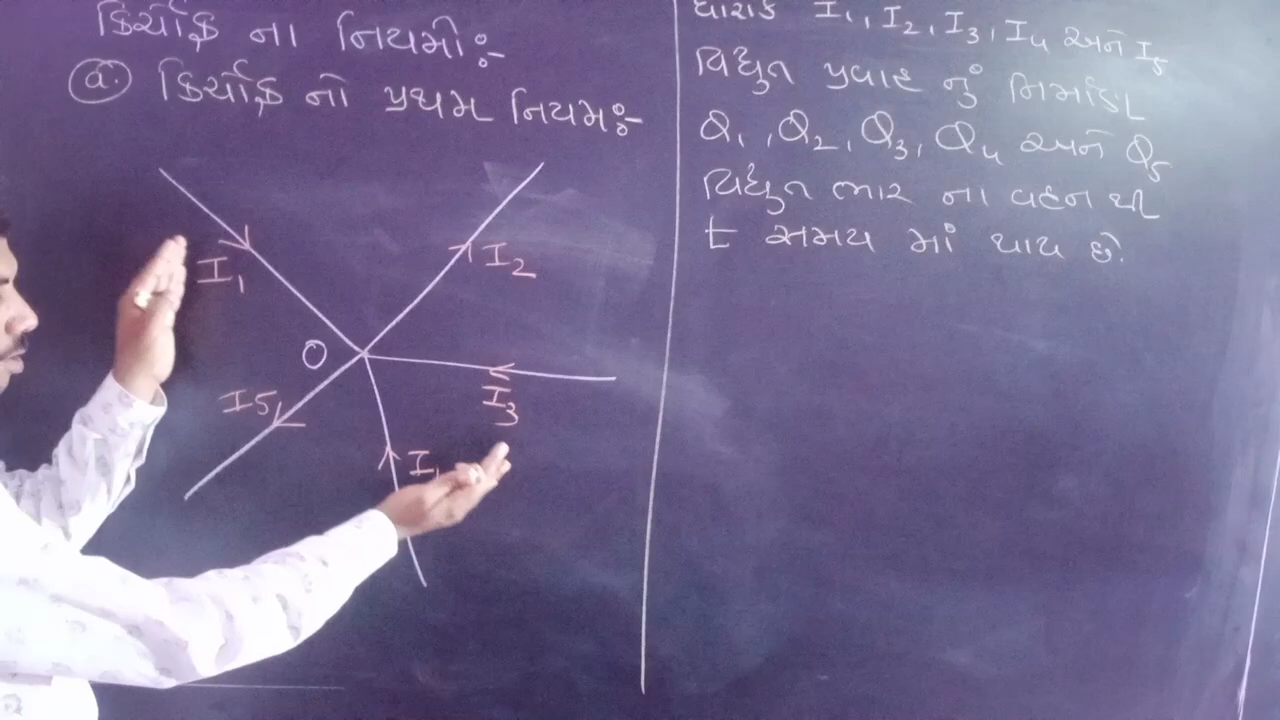 કિર્ચોફ ના નિયમો:-
(a.) કિર્ચોફ નો પ્રથમ નિયમ:-
I₁
I₂
O
I₃
I5
I
ધારોકે I₁, I₂, I₃, I₄ અને I₅
વિદ્યુત પ્રવાહ નું નિર્માણ
Q₁, Q₂, Q₃, Q₄ અને Q₅
વિદ્યુત ભાર ના વહન થી
t સમય માં થાય છે.